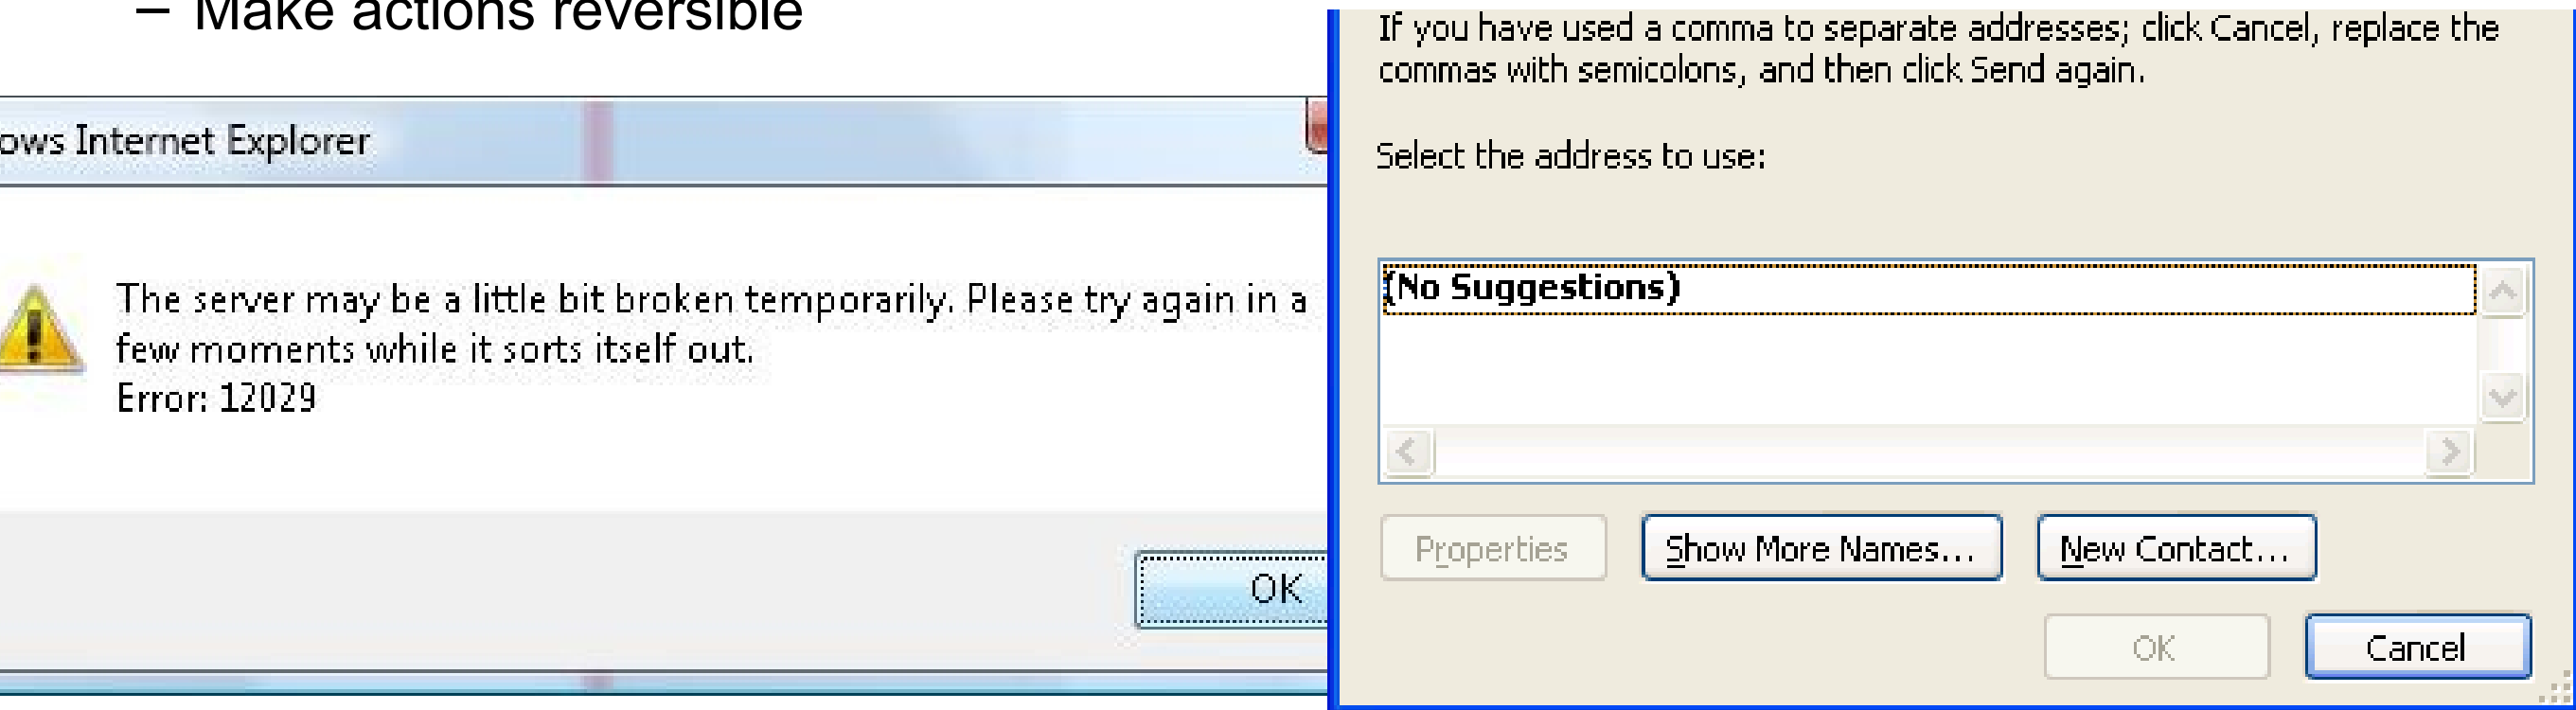 – Make actions reversible
ows Internet Explorer
The server may be a little bit broken temporarily. Please try again in a
few moments while it sorts itself out.
Error: 12029
OK
If you have used a comma to separate addresses; click Cancel, replace the
commas with semicolons, and then click Send again.
Select the address to use:
(No Suggestions)
Properties
Show More Names...
New Contact...
OK
Cancel